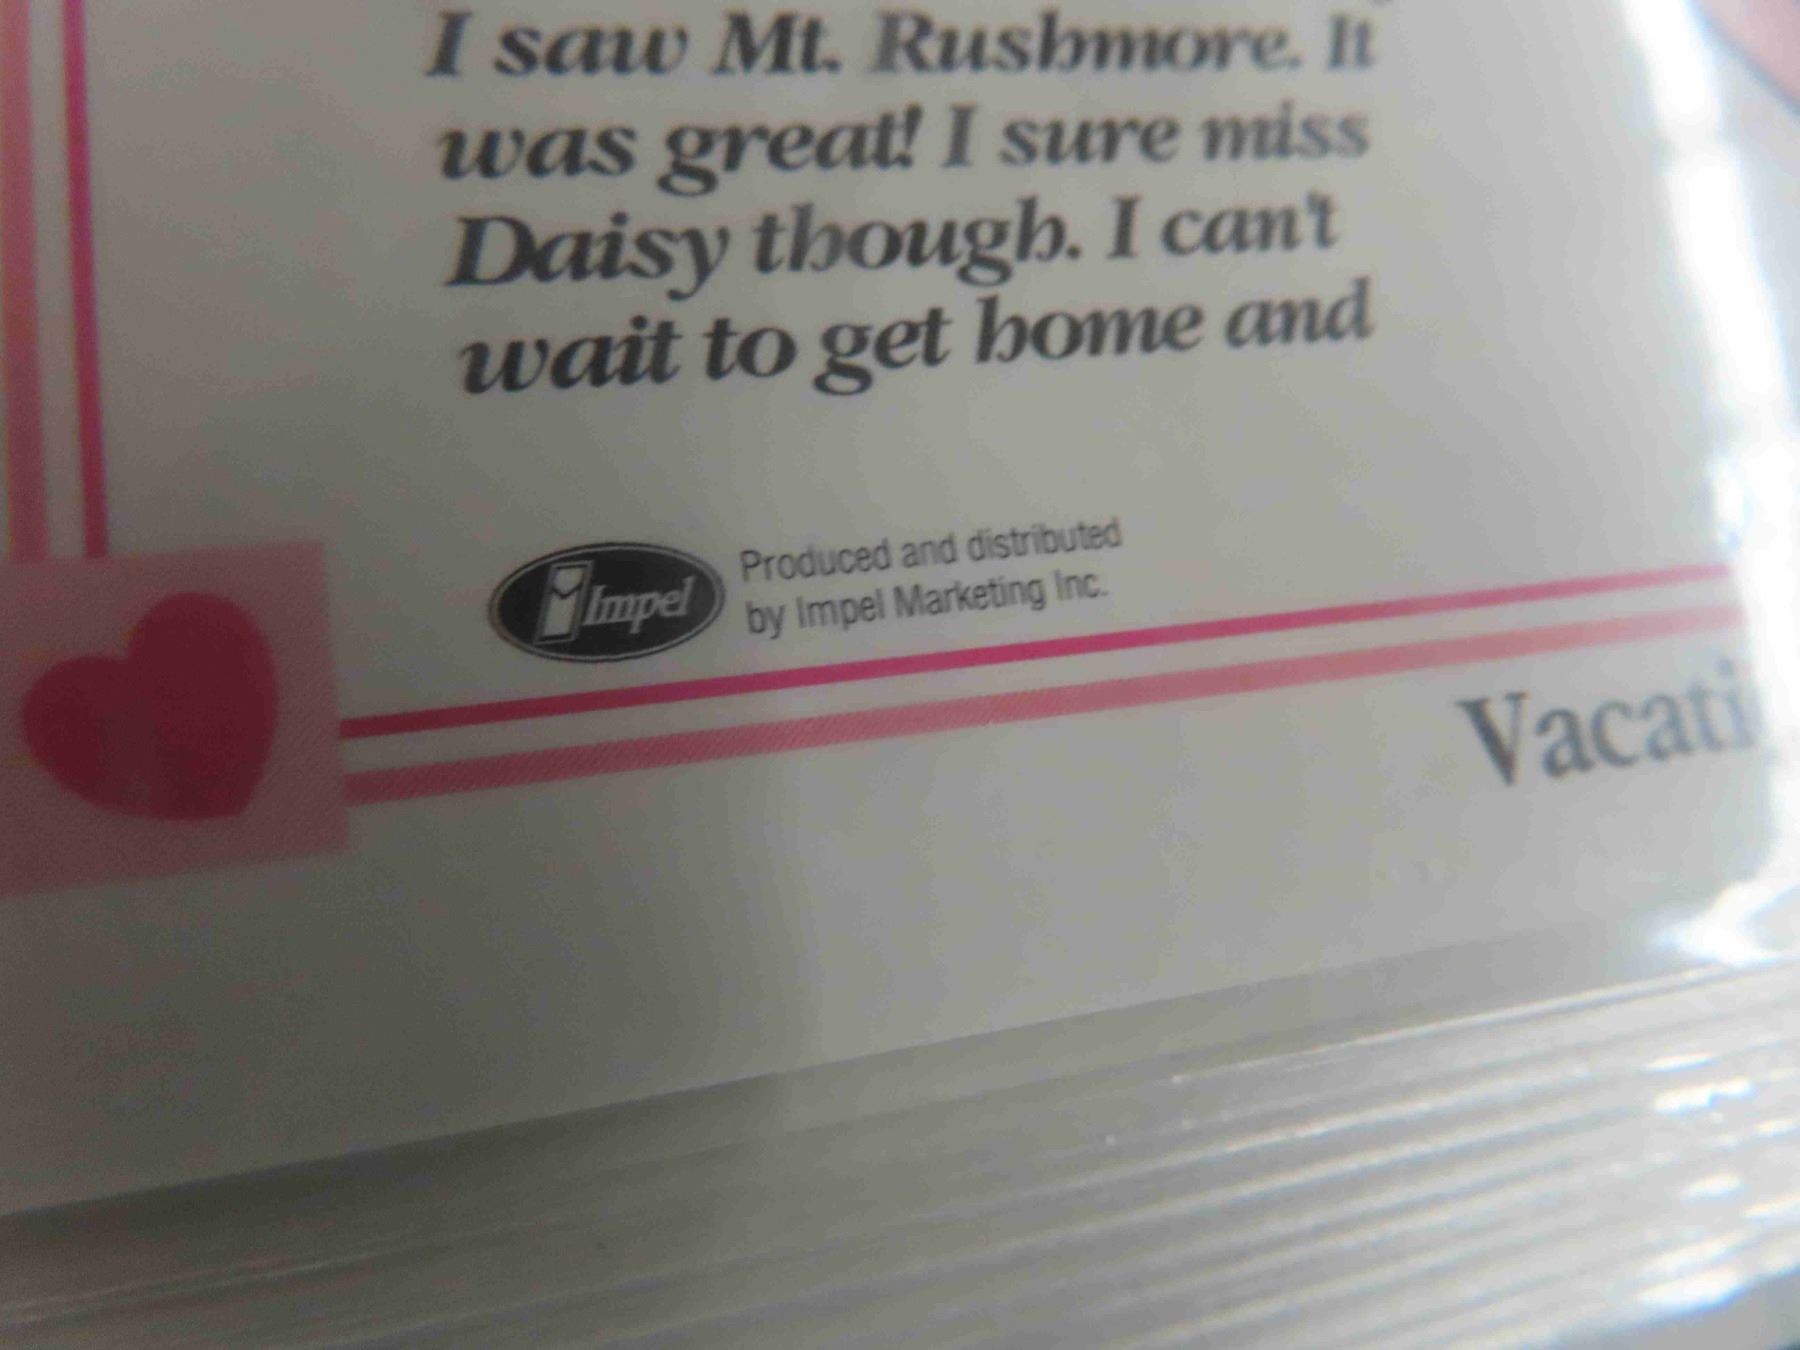 I saw Mt. Rushmore. It
was great! I sure miss
Daisy though. I can't
wait to get home and
Impel
Produced and distributed
by Impel Marketing Inc.
Vacati